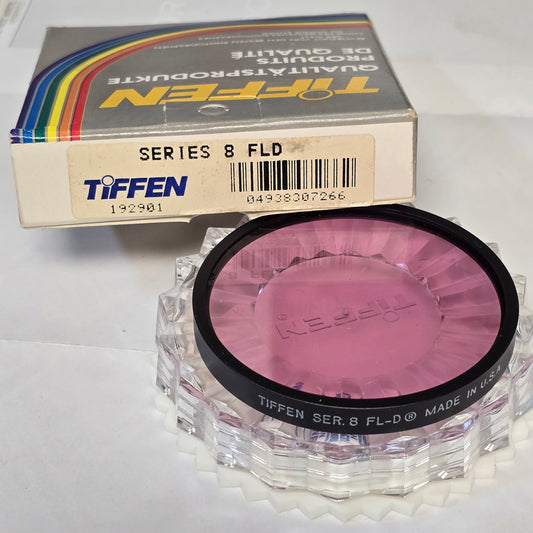 TIFFEN
QUALITÄTSPRODUKTE
PRODUITS
DE QUALITÉ
SERIES 8 FLD
TIFFEN
192901
04938307266
TIFFEN
TIFFEN SER. 8 FL-D® MADE IN U.S.A.